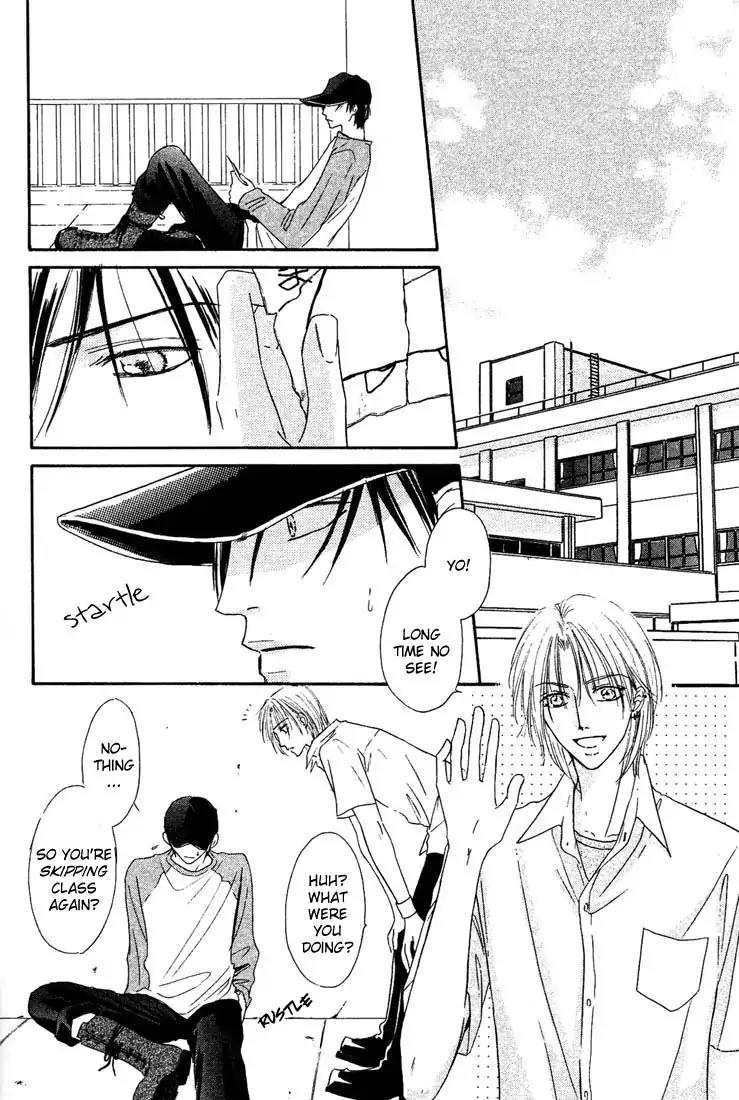 startle
YO!
LONG
TIME NO
SEE!
HUH?
WHAT
WERE
YOU
DOING?
RUSTLE
NO-
THING
...
SO YOU'RE
SKIPPING
CLASS
AGAIN?